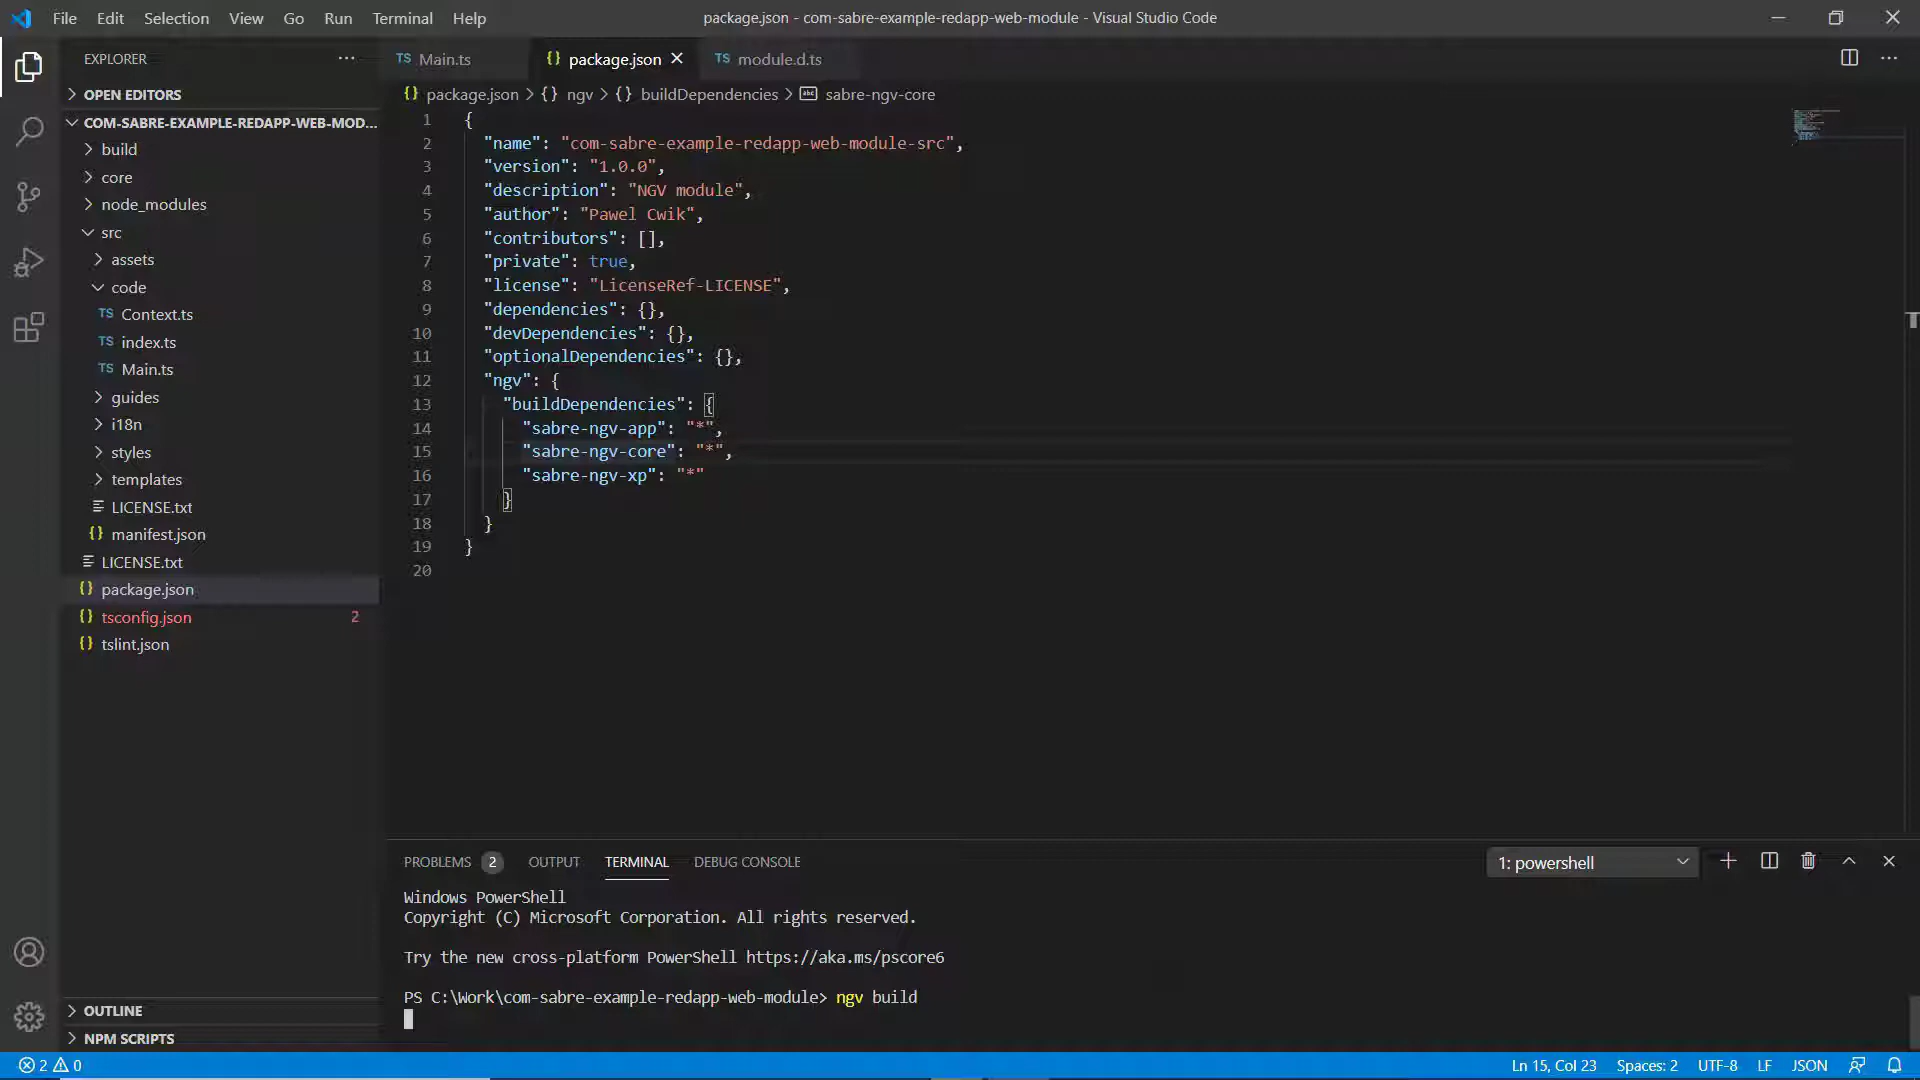 File Edit Selection View Go Run Terminal Help
package.json - com-sabre-example-redapp-web-module - Visual Studio Code
EXPLORER
OPEN EDITORS
COM-SABRE-EXAMPLE-REDAPP-WEB-MOD...
build
core
node_modules
src
assets
code
TS Context.ts
TS index.ts
TS Main.ts
guides
i18n
styles
templates
LICENSE.txt
{} manifest.json
LICENSE.txt
{} package.json
{} tsconfig.json 2
{} tslint.json
OUTLINE
NPM SCRIPTS
TS Main.ts
{} package.json
TS module.d.ts
{} package.json > {} ngv > {} buildDependencies > abc sabre-ngv-core
1 {
2 "name": "com-sabre-example-redapp-web-module-src",
3 "version": "1.0.0",
4 "description": "NGV module",
5 "author": "Pawel Cwik",
6 "contributors": [],
7 "private": true,
8 "license": "LicenseRef-LICENSE",
9 "dependencies": {},
10 "devDependencies": {},
11 "optionalDependencies": {},
12 "ngv": {
13 "buildDependencies": {
14 "sabre-ngv-app": "*",
15 "sabre-ngv-core": "*",
16 "sabre-ngv-xp": "*"
17 }
18 }
19 }
20
PROBLEMS 2 OUTPUT TERMINAL DEBUG CONSOLE
1: powershell
Windows PowerShell
Copyright (C) Microsoft Corporation. All rights reserved.
Try the new cross-platform PowerShell https://aka.ms/pscore6
PS C:\Work\com-sabre-example-redapp-web-module> ngv build
2 0
Ln 15, Col 23 Spaces: 2 UTF-8 LF JSON